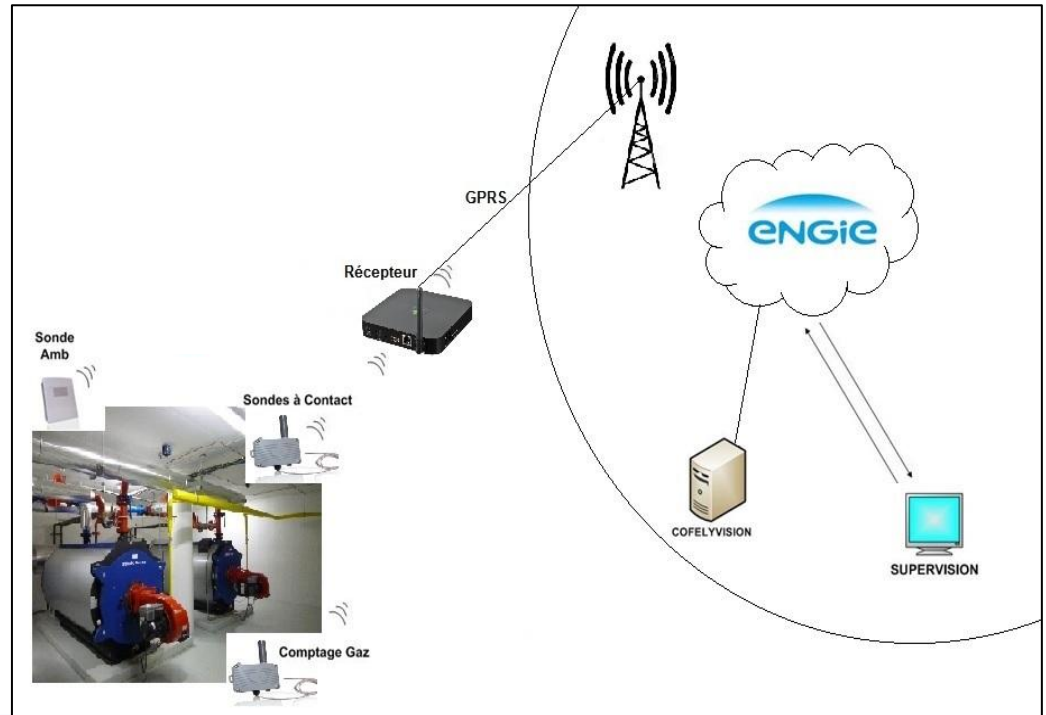 GPRS
ENGIE
Récepteur
Sonde
Amb
Sondes à Contact
COFELYVISION
SUPERVISION
Comptage Gaz